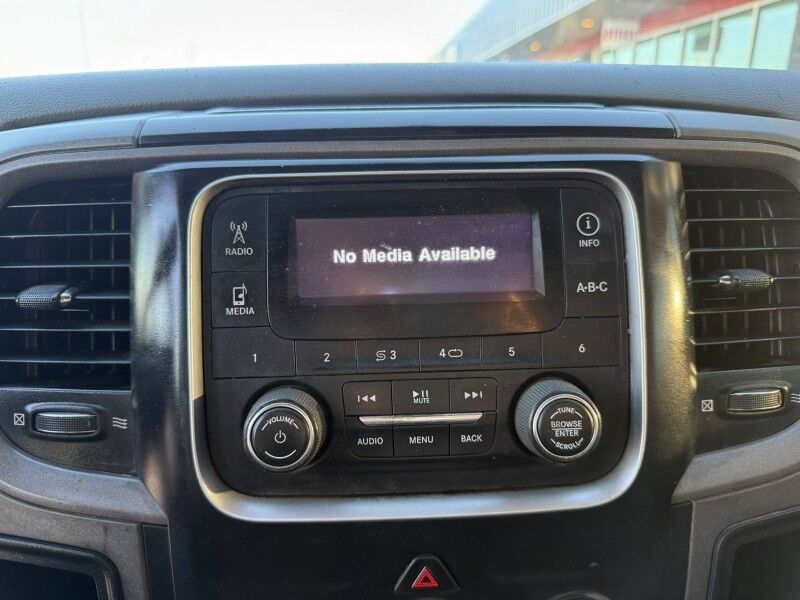 No Media Available
RADIO
i
INFO
MEDIA
A•B•C
1
2
3
4
5
6
MUTE
VOLUME
AUDIO
MENU
BACK
TUNE
BROWSE
ENTER
SCROLL